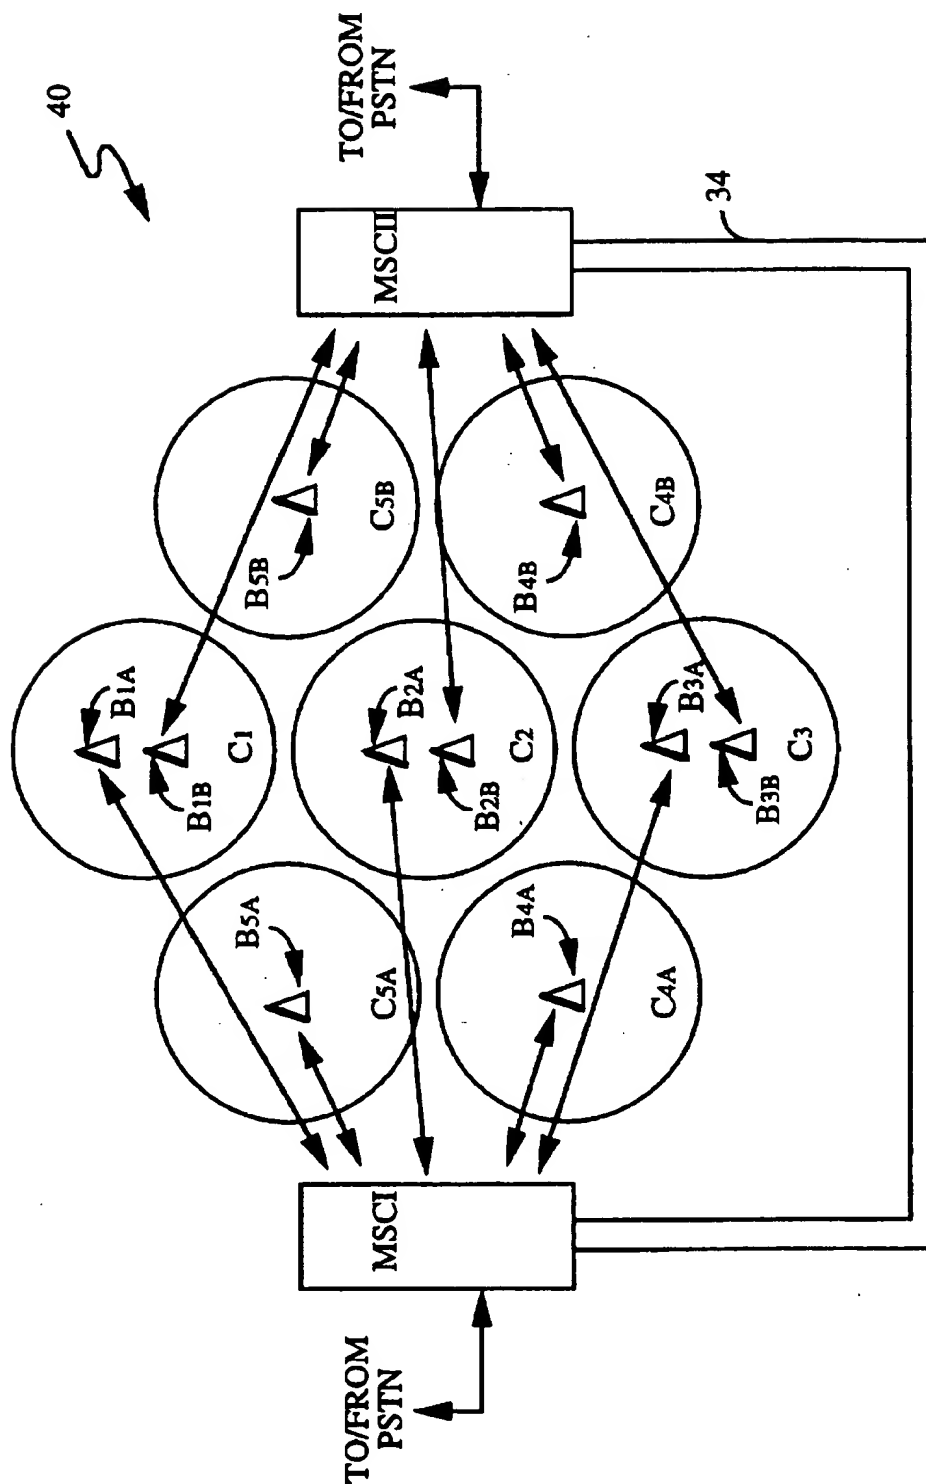 40
TO/FROM
PSTN
MSCII
34
B5B
C5B
B4B
C4B
B1A
B1B
C1
B2A
B2B
C2
B3A
B3B
C3
B5A
C5A
B4A
C4A
MSCI
TO/FROM
PSTN